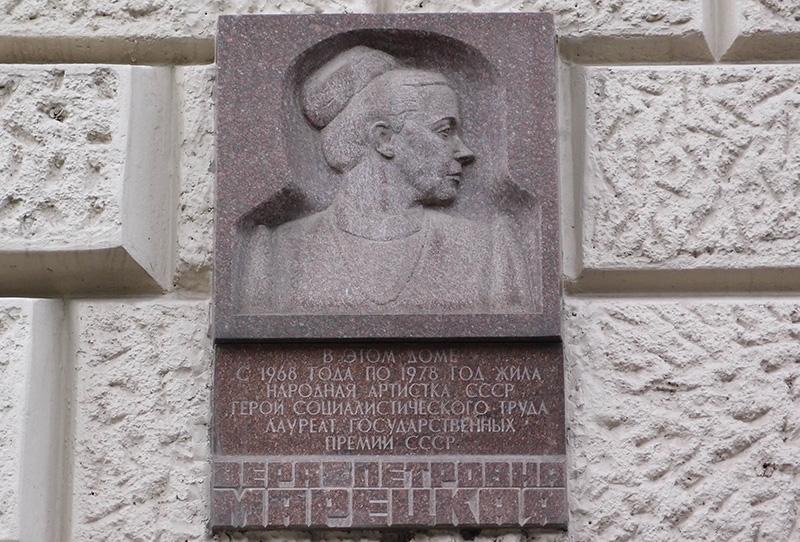 В ЭТОМ ДОМЕ
С 1968 ГОДА ПО 1978 ГОД ЖИЛА
НАРОДНАЯ АРТИСТКА СССР
ГЕРОЙ СОЦИАЛИСТИЧЕСКОГО ТРУДА
ЛАУРЕАТ ГОСУДАРСТВЕННЫХ
ПРЕМИЙ СССР
ВЕРА ПЕТРОВНА
МАРЕЦКАЯ